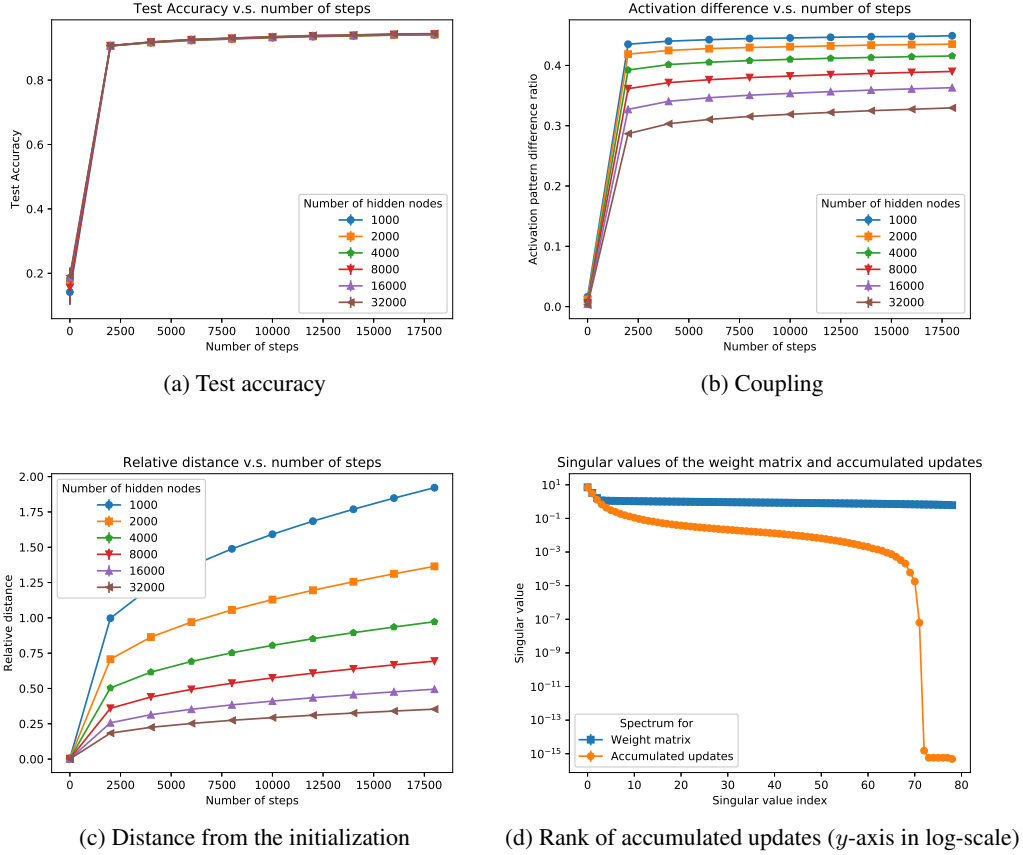 Test Accuracy v.s. number of steps
Test Accuracy
0.8
0.6
0.4
0.2
Number of hidden nodes
1000
2000
4000
8000
16000
32000
0 2500 5000 7500 10000 12500 15000 17500
Number of steps
(a) Test accuracy
Activation difference v.s. number of steps
Activation pattern difference ratio
0.4
0.3
0.2
0.1
0.0
Number of hidden nodes
1000
2000
4000
8000
16000
32000
0 2500 5000 7500 10000 12500 15000 17500
Number of steps
(b) Coupling
Relative distance v.s. number of steps
Relative distance
2.00
1.75
1.50
1.25
1.00
0.75
0.50
0.25
0.00
Number of hidden nodes
1000
2000
4000
8000
16000
32000
0 2500 5000 7500 10000 12500 15000 17500
Number of steps
(c) Distance from the initialization
Singular values of the weight matrix and accumulated updates
Singular value
10¹
10⁻¹
10⁻³
10⁻⁵
10⁻⁷
10⁻⁹
10⁻¹¹
10⁻¹³
10⁻¹⁵
Spectrum for
Weight matrix
Accumulated updates
0 10 20 30 40 50 60 70 80
Singular value index
(d) Rank of accumulated updates (y-axis in log-scale)